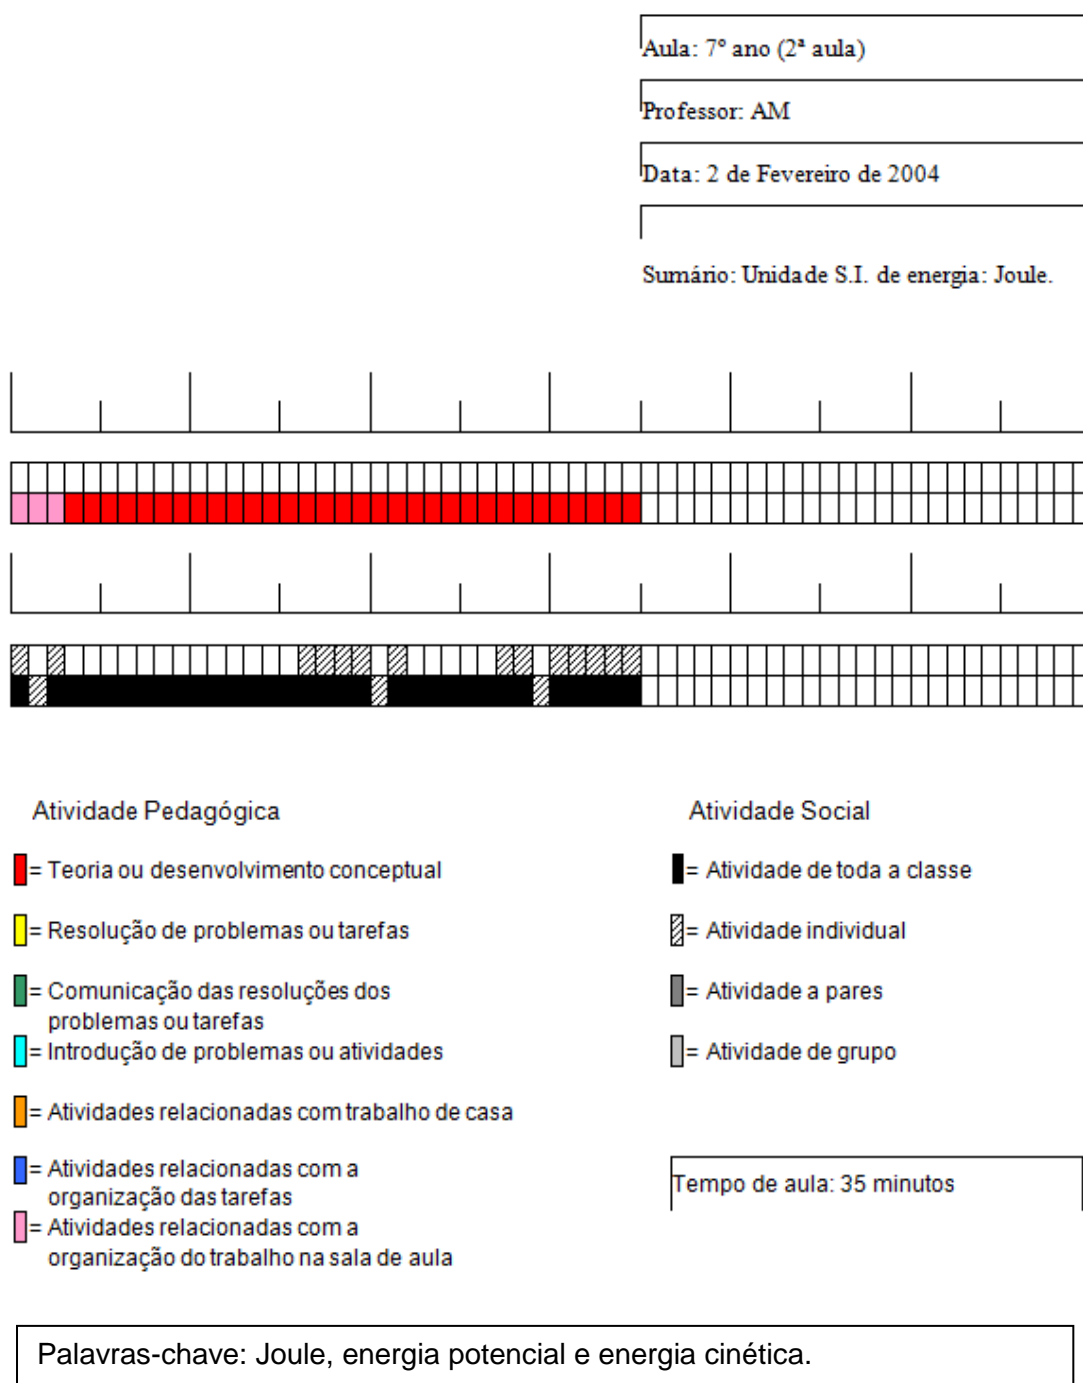 Aula: 7º ano (2ª aula)
Professor: AM
Data: 2 de Fevereiro de 2004
Sumário: Unidade S.I. de energia: Joule.
Atividade Pedagógica
= Teoria ou desenvolvimento conceptual
= Resolução de problemas ou tarefas
= Comunicação das resoluções dos
problemas ou tarefas
= Introdução de problemas ou atividades
= Atividades relacionadas com trabalho de casa
= Atividades relacionadas com a
organização das tarefas
= Atividades relacionadas com a
organização do trabalho na sala de aula
Atividade Social
= Atividade de toda a classe
= Atividade individual
= Atividade a pares
= Atividade de grupo
Tempo de aula: 35 minutos
Palavras-chave: Joule, energia potencial e energia cinética.